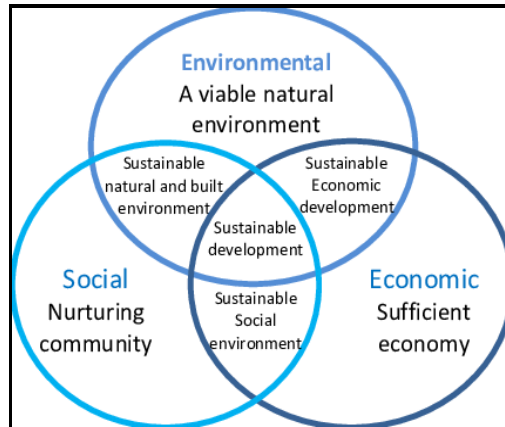 Environmental
A viable natural
environment
Sustainable
natural and built
environment
Sustainable
Economic
development
Sustainable
development
Social
Nurturing
community
Sustainable
Social
environment
Economic
Sufficient
economy